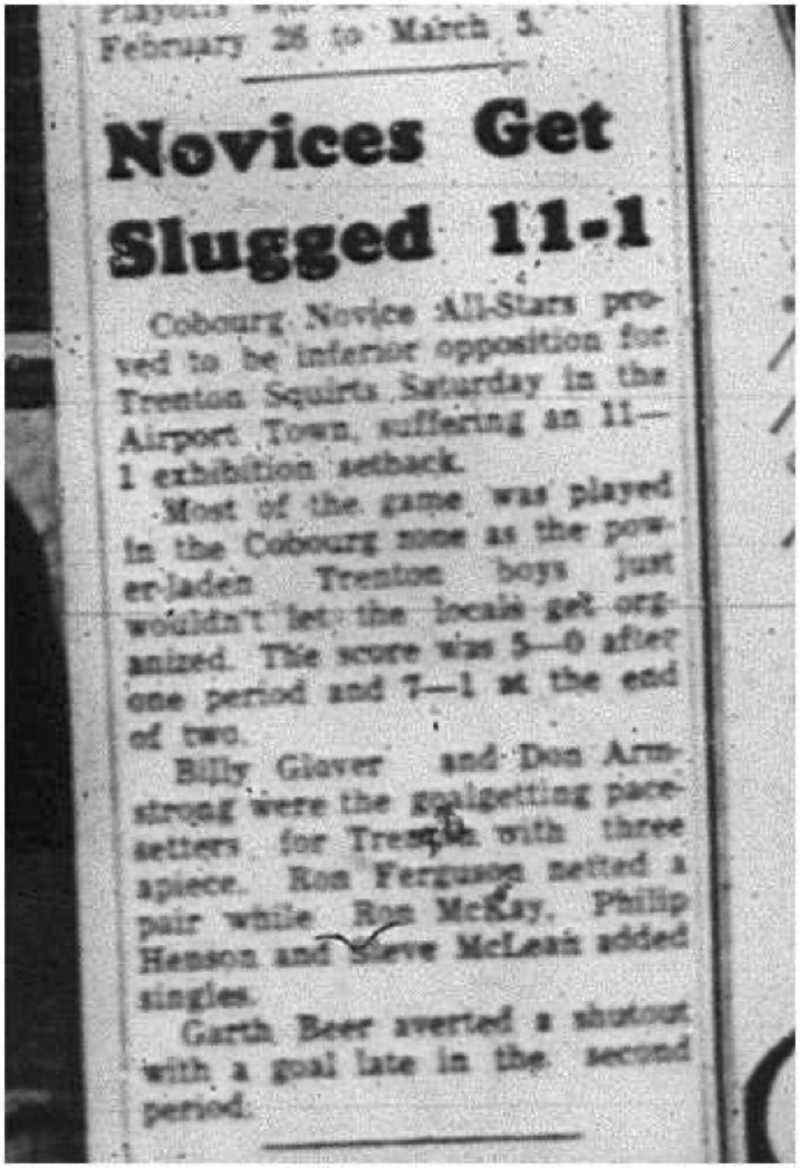 Playoffs
February 26 to March 5.
Novices Get
Slugged 11-1
Cobourg Novice All-Stars pro-
ved to be inferior opposition for
Trenton Squirts Saturday in the
Airport Town, suffering an 11—
1 exhibition setback.
Most of the game was played
in the Cobourg zone as the pow-
er-laden Trenton boys just
wouldn't let the locals get org-
anized. The score was 5—0 after
one period and 7—1 at the end
of two.
Billy Glover and Don Arm-
strong were the goalgetting pace-
setters for Trenton with three
apiece. Ron Ferguson netted a
pair while Ron McKay, Philip
Henson and Steve McLean added
singles.
Garth Beer averted a shutout
with a goal late in the second
period.